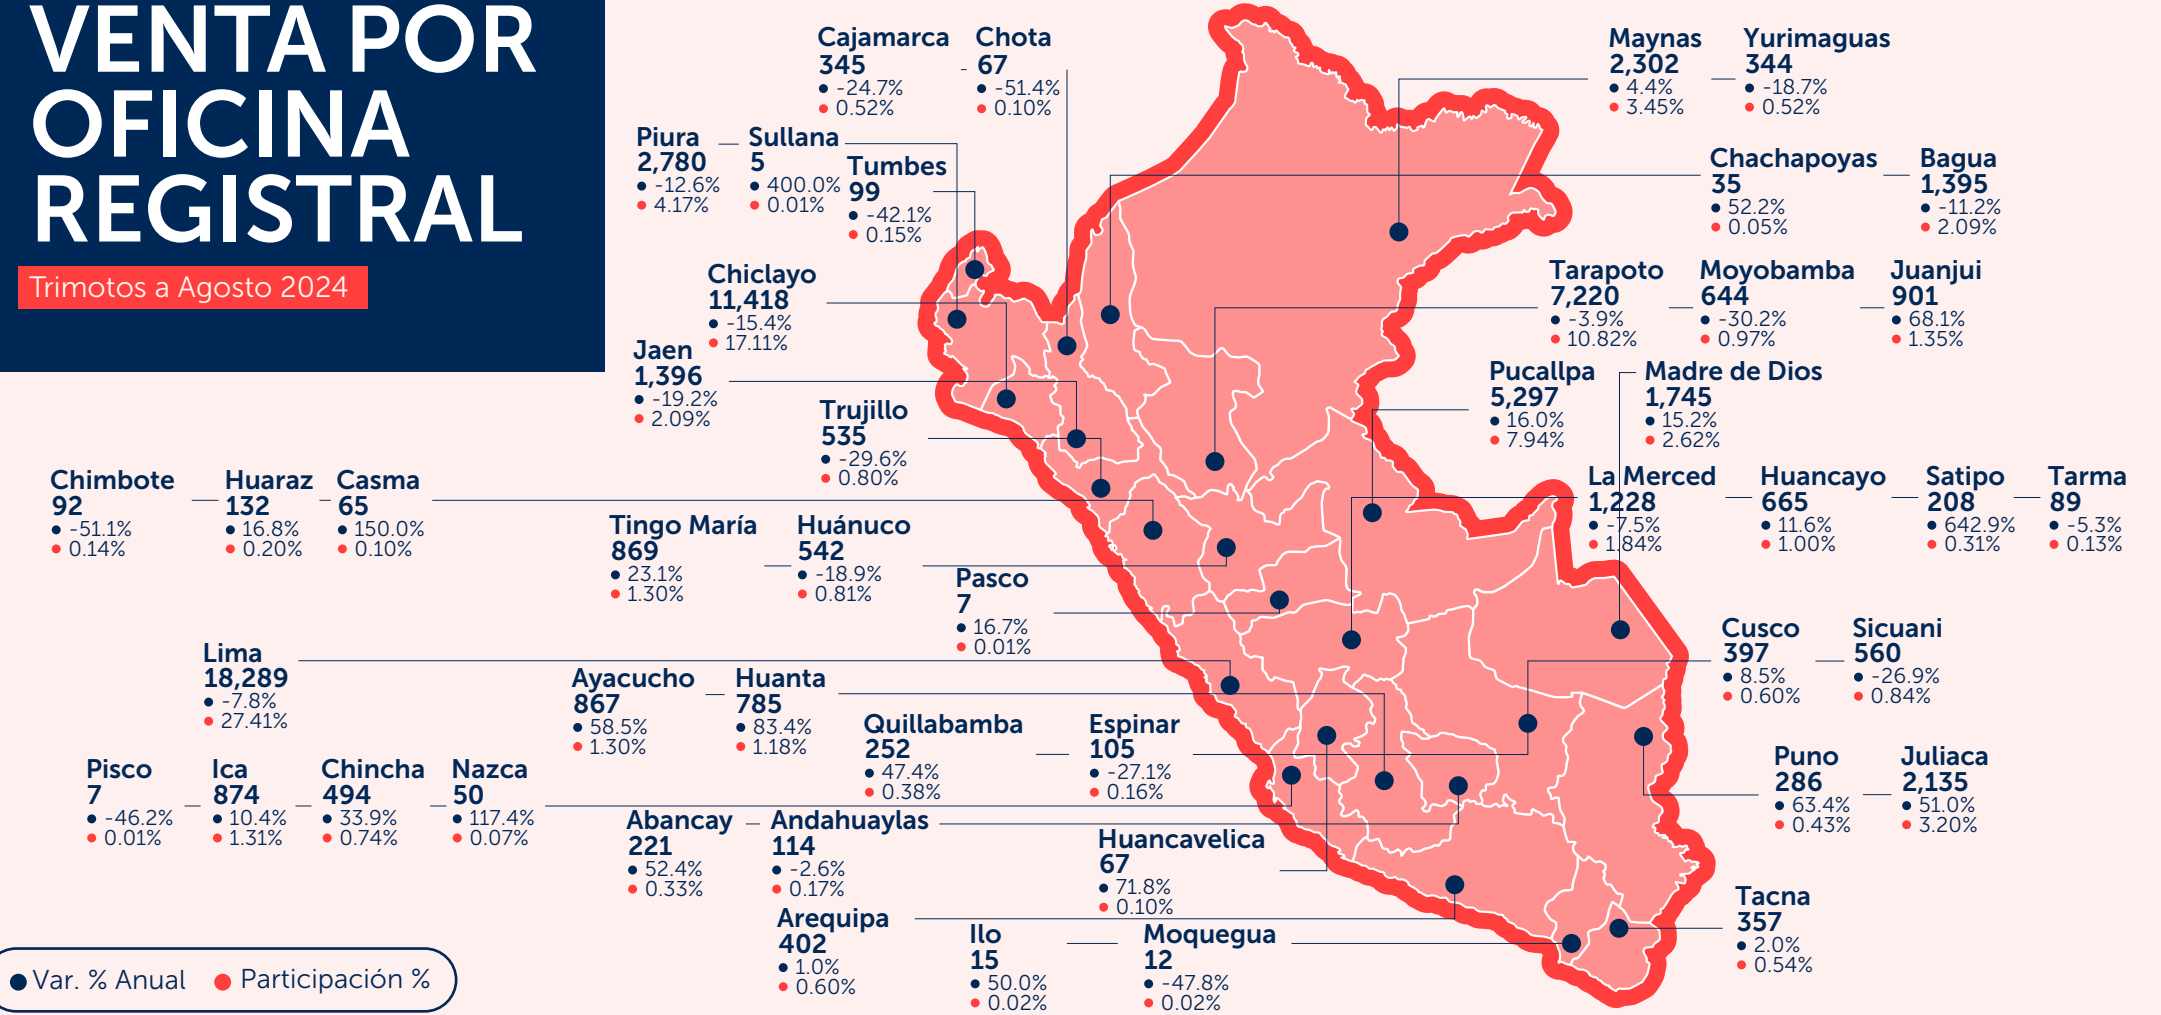 VENTA POR
OFICINA
REGISTRAL
Trimotos a Agosto 2024
Cajamarca
345
-24.7%
0.52%
Chota
67
-51.4%
0.10%
Maynas
2,302
4.4%
3.45%
Yurimaguas
344
-18.7%
0.52%
Piura
2,780
-12.6%
4.17%
Sullana
5
400.0%
0.01%
Tumbes
99
-42.1%
0.15%
Chachapoyas
35
52.2%
0.05%
Bagua
1,395
-11.2%
2.09%
Chiclayo
11,418
-15.4%
17.11%
Tarapoto
7,220
-3.9%
10.82%
Moyobamba
644
-30.2%
0.97%
Juanjui
901
68.1%
1.35%
Jaen
1,396
-19.2%
2.09%
Pucallpa
5,297
16.0%
7.94%
Madre de Dios
1,745
15.2%
2.62%
Trujillo
535
-29.6%
0.80%
Chimbote
92
-51.1%
0.14%
Huaraz
132
16.8%
0.20%
Casma
65
150.0%
0.10%
La Merced
1,228
-7.5%
1.84%
Huancayo
665
11.6%
1.00%
Satipo
208
642.9%
0.31%
Tarma
89
-5.3%
0.13%
Tingo María
869
23.1%
1.30%
Huánuco
542
-18.9%
0.81%
Pasco
7
16.7%
0.01%
Lima
18,289
-7.8%
27.41%
Ayacucho
867
58.5%
1.30%
Huanta
785
83.4%
1.18%
Cusco
397
8.5%
0.60%
Sicuani
560
-26.9%
0.84%
Quillabamba
252
47.4%
0.38%
Espinar
105
-27.1%
0.16%
Pisco
7
-46.2%
0.01%
Ica
874
10.4%
1.31%
Chincha
494
33.9%
0.74%
Nazca
50
117.4%
0.07%
Puno
286
63.4%
0.43%
Juliaca
2,135
51.0%
3.20%
Abancay
221
52.4%
0.33%
Andahuaylas
114
-2.6%
0.17%
Huancavelica
67
71.8%
0.10%
Arequipa
402
1.0%
0.60%
Ilo
15
50.0%
0.02%
Moquegua
12
-47.8%
0.02%
Tacna
357
2.0%
0.54%
Var. % Anual
Participación %